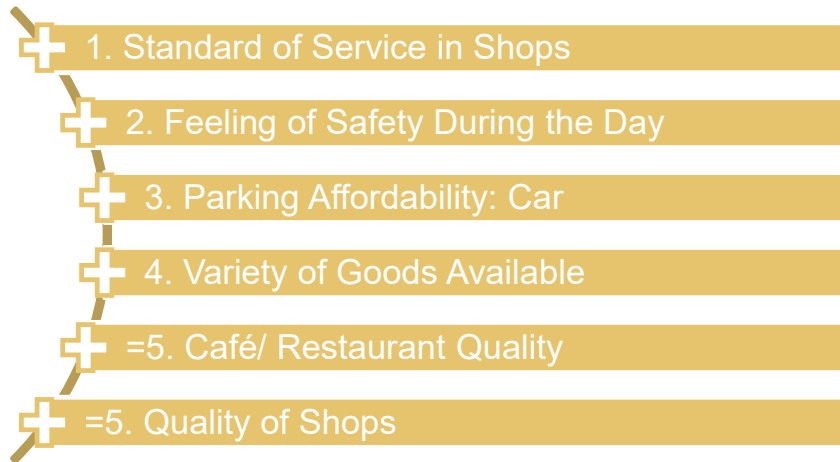 1. Standard of Service in Shops
2. Feeling of Safety During the Day
3. Parking Affordability: Car
4. Variety of Goods Available
=5. Café/ Restaurant Quality
=5. Quality of Shops